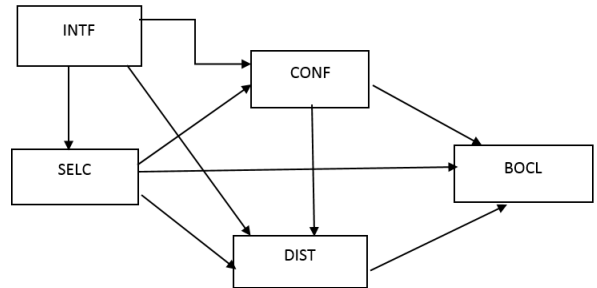 INTF
CONF
SELC
BOCL
DIST